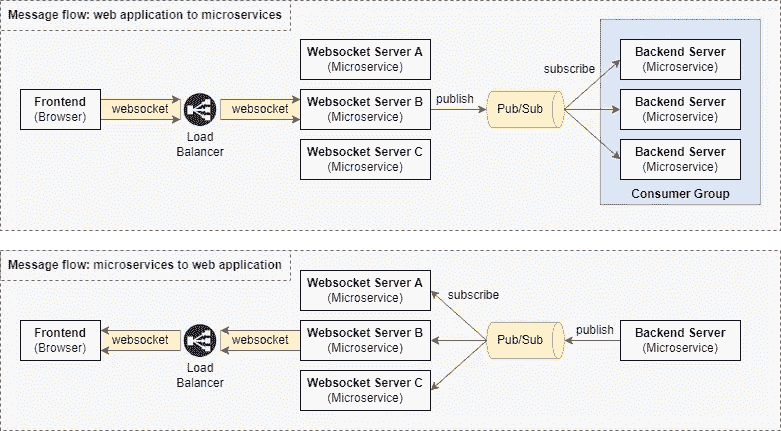 Message flow: web application to microservices
Websocket Server A
(Microservice)
Backend Server
(Microservice)
subscribe
Frontend
(Browser)
websocket
websocket
Websocket Server B
(Microservice)
publish
Pub/Sub
Backend Server
(Microservice)
Load
Balancer
Websocket Server C
(Microservice)
Backend Server
(Microservice)
Consumer Group
Message flow: microservices to web application
Websocket Server A
(Microservice)
subscribe
Frontend
(Browser)
websocket
websocket
Websocket Server B
(Microservice)
Pub/Sub
publish
Backend Server
(Microservice)
Load
Balancer
Websocket Server C
(Microservice)